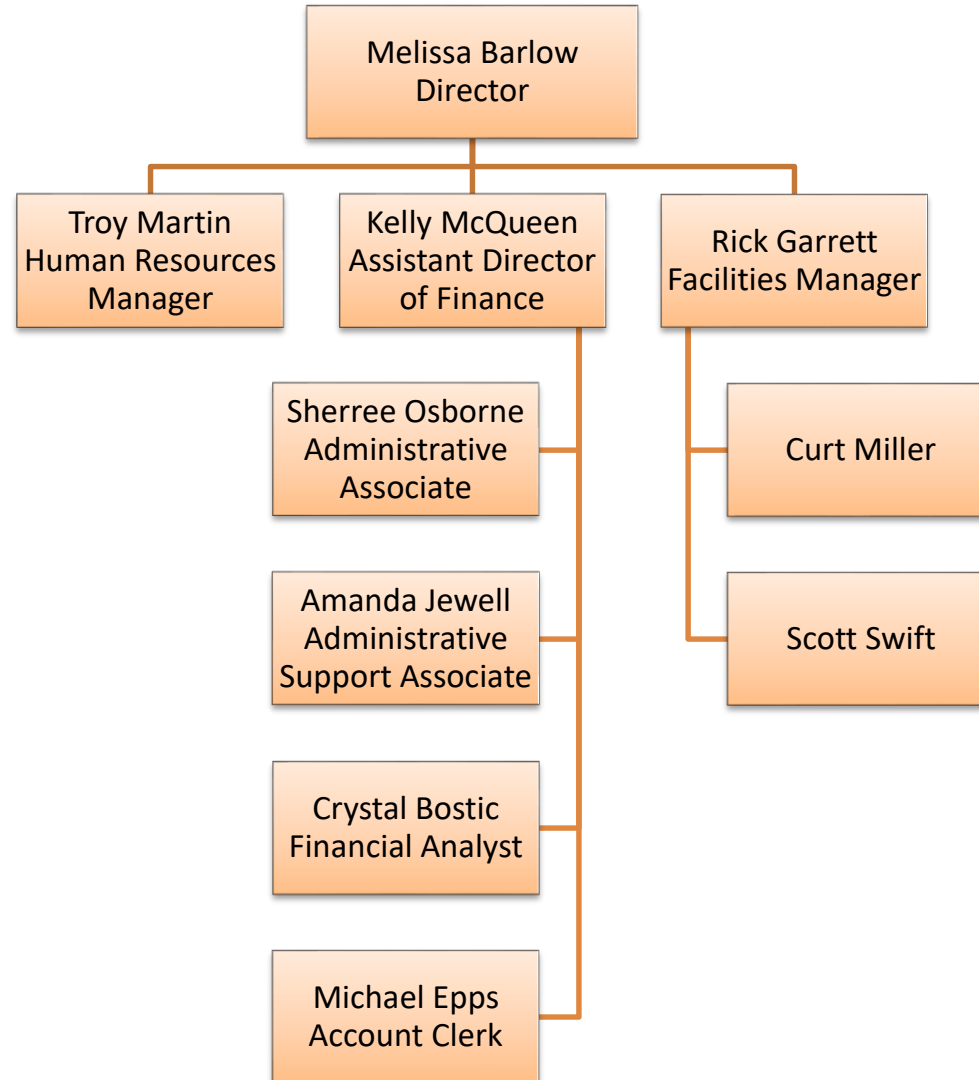 Melissa Barlow
Director
Troy Martin
Human Resources
Manager
Kelly McQueen
Assistant Director
of Finance
Rick Garrett
Facilities Manager
Sherree Osborne
Administrative
Associate
Curt Miller
Amanda Jewell
Administrative
Support Associate
Scott Swift
Crystal Bostic
Financial Analyst
Michael Epps
Account Clerk